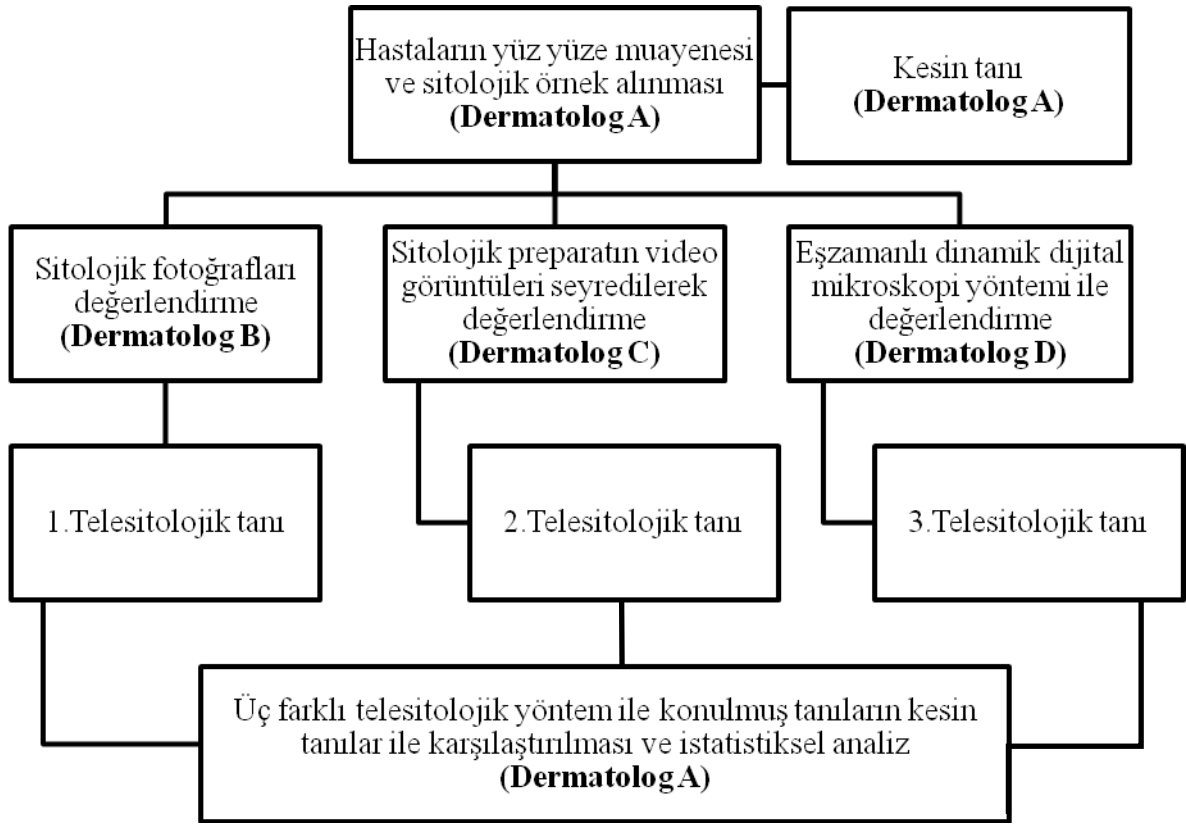 Hastaların yüz yüze muayenesi
ve sitolojik örnek alınması
(Dermatolog A)
Kesin tanı
(Dermatolog A)
Sitolojik fotoğrafları
değerlendirme
(Dermatolog B)
Sitolojik preparatın video
görüntüleri seyredilerek
değerlendirme
(Dermatolog C)
Eşzamanlı dinamik dijital
mikroskopi yöntemi ile
değerlendirme
(Dermatolog D)
1.Telesitolojik tanı
2.Telesitolojik tanı
3.Telesitolojik tanı
Üç farklı telesitolojik yöntem ile konulmuş tanıların kesin
tanılar ile karşılaştırılması ve istatistiksel analiz
(Dermatolog A)